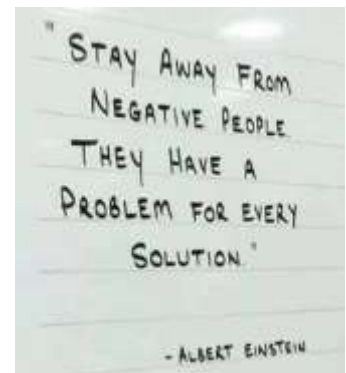 "STAY AWAY FROM
NEGATIVE PEOPLE
THEY HAVE A
PROBLEM FOR EVERY
SOLUTION"
- ALBERT EINSTEIN